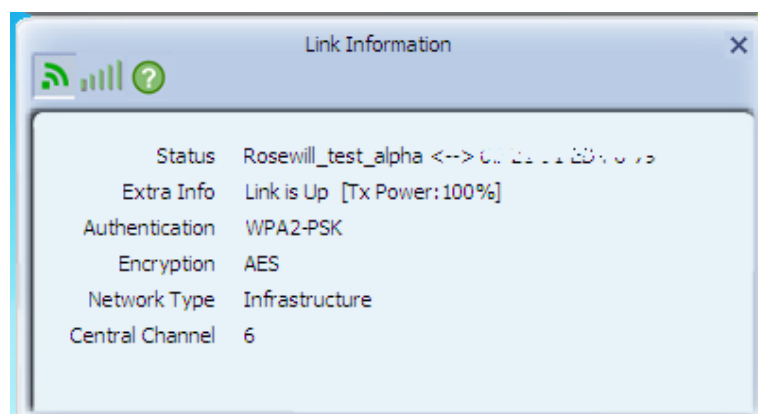 Link Information
Status Rosewill_test_alpha <-->
Extra Info Link is Up [Tx Power:100%]
Authentication WPA2-PSK
Encryption AES
Network Type Infrastructure
Central Channel 6